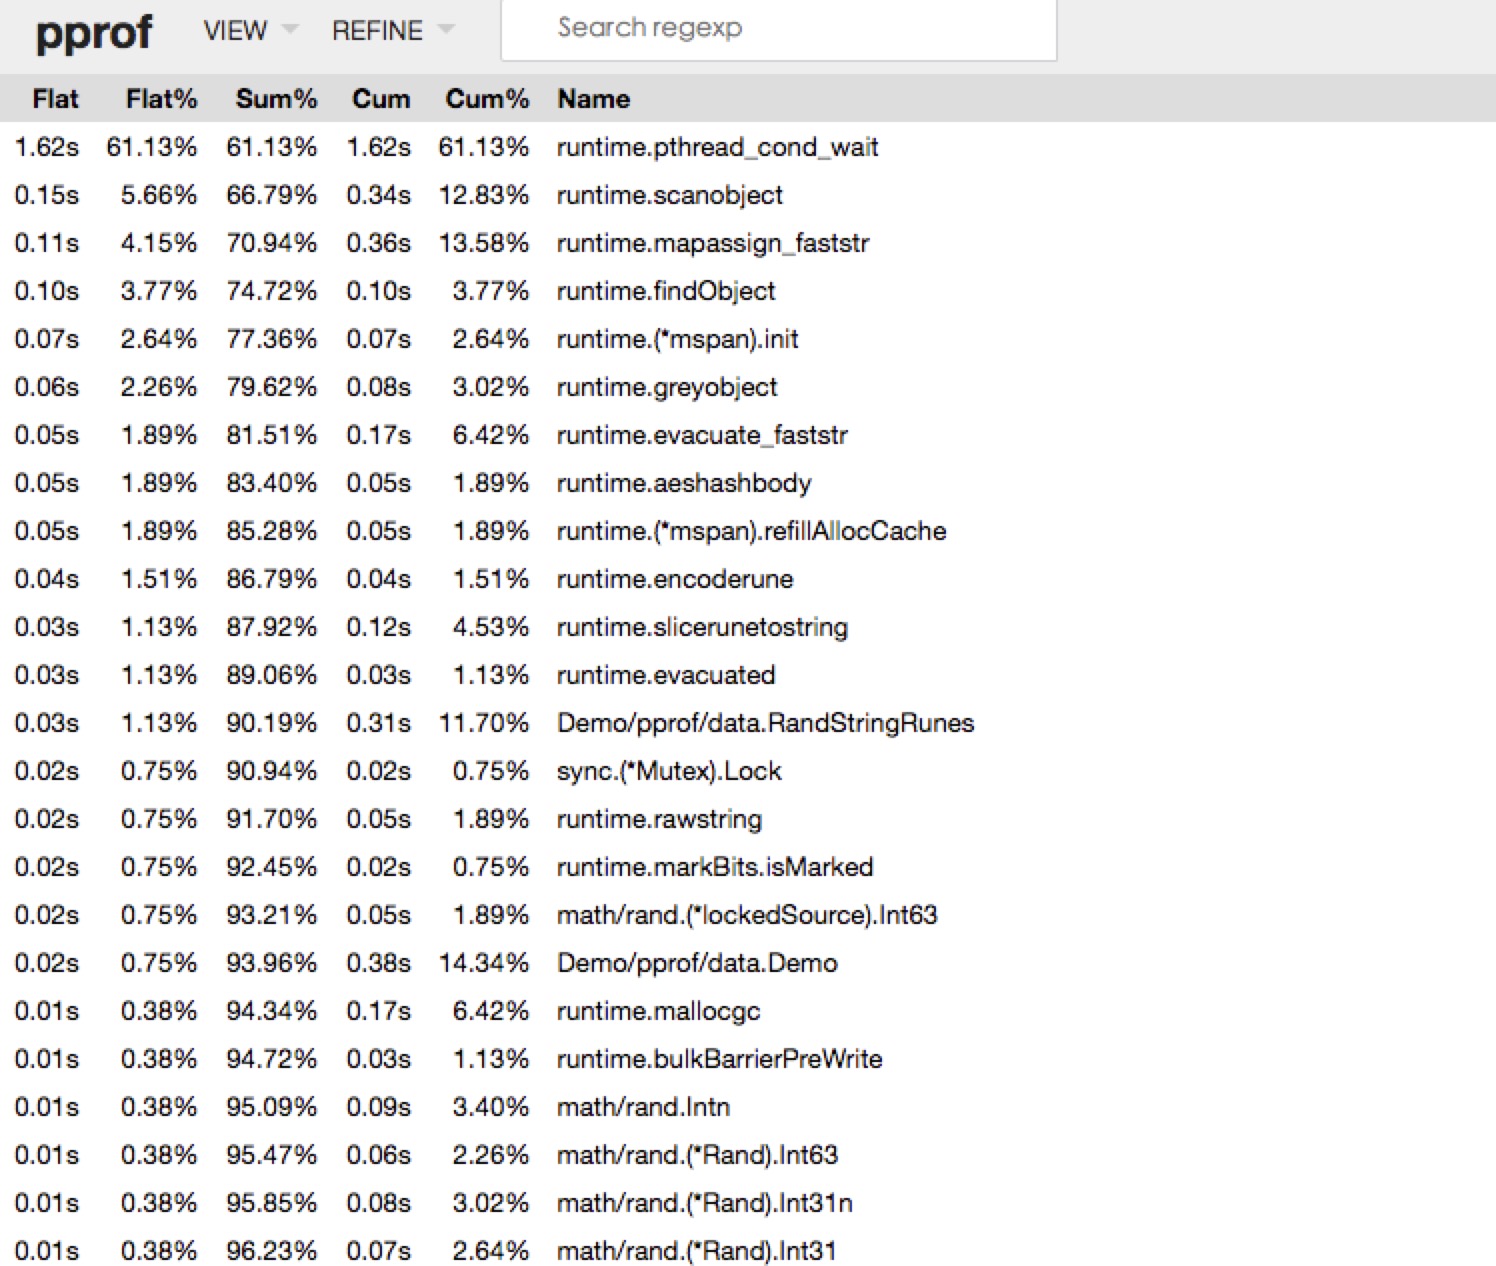 pprof VIEW REFINE Search regexp
Flat Flat% Sum% Cum Cum% Name
1.62s 61.13% 61.13% 1.62s 61.13% runtime.pthread_cond_wait
0.15s 5.66% 66.79% 0.34s 12.83% runtime.scanobject
0.11s 4.15% 70.94% 0.36s 13.58% runtime.mapassign_faststr
0.10s 3.77% 74.72% 0.10s 3.77% runtime.findObject
0.07s 2.64% 77.36% 0.07s 2.64% runtime.(*mspan).init
0.06s 2.26% 79.62% 0.08s 3.02% runtime.greyobject
0.05s 1.89% 81.51% 0.17s 6.42% runtime.evacuate_faststr
0.05s 1.89% 83.40% 0.05s 1.89% runtime.aeshashbody
0.05s 1.89% 85.28% 0.05s 1.89% runtime.(*mspan).refillAllocCache
0.04s 1.51% 86.79% 0.04s 1.51% runtime.encoderune
0.03s 1.13% 87.92% 0.12s 4.53% runtime.slicerunetostring
0.03s 1.13% 89.06% 0.03s 1.13% runtime.evacuated
0.03s 1.13% 90.19% 0.31s 11.70% Demo/pprof/data.RandStringRunes
0.02s 0.75% 90.94% 0.02s 0.75% sync.(*Mutex).Lock
0.02s 0.75% 91.70% 0.05s 1.89% runtime.rawstring
0.02s 0.75% 92.45% 0.02s 0.75% runtime.markBits.isMarked
0.02s 0.75% 93.21% 0.05s 1.89% math/rand.(*lockedSource).Int63
0.02s 0.75% 93.96% 0.38s 14.34% Demo/pprof/data.Demo
0.01s 0.38% 94.34% 0.17s 6.42% runtime.mallocgc
0.01s 0.38% 94.72% 0.03s 1.13% runtime.bulkBarrierPreWrite
0.01s 0.38% 95.09% 0.09s 3.40% math/rand.Intn
0.01s 0.38% 95.47% 0.06s 2.26% math/rand.(*Rand).Int63
0.01s 0.38% 95.85% 0.08s 3.02% math/rand.(*Rand).Int31n
0.01s 0.38% 96.23% 0.07s 2.64% math/rand.(*Rand).Int31